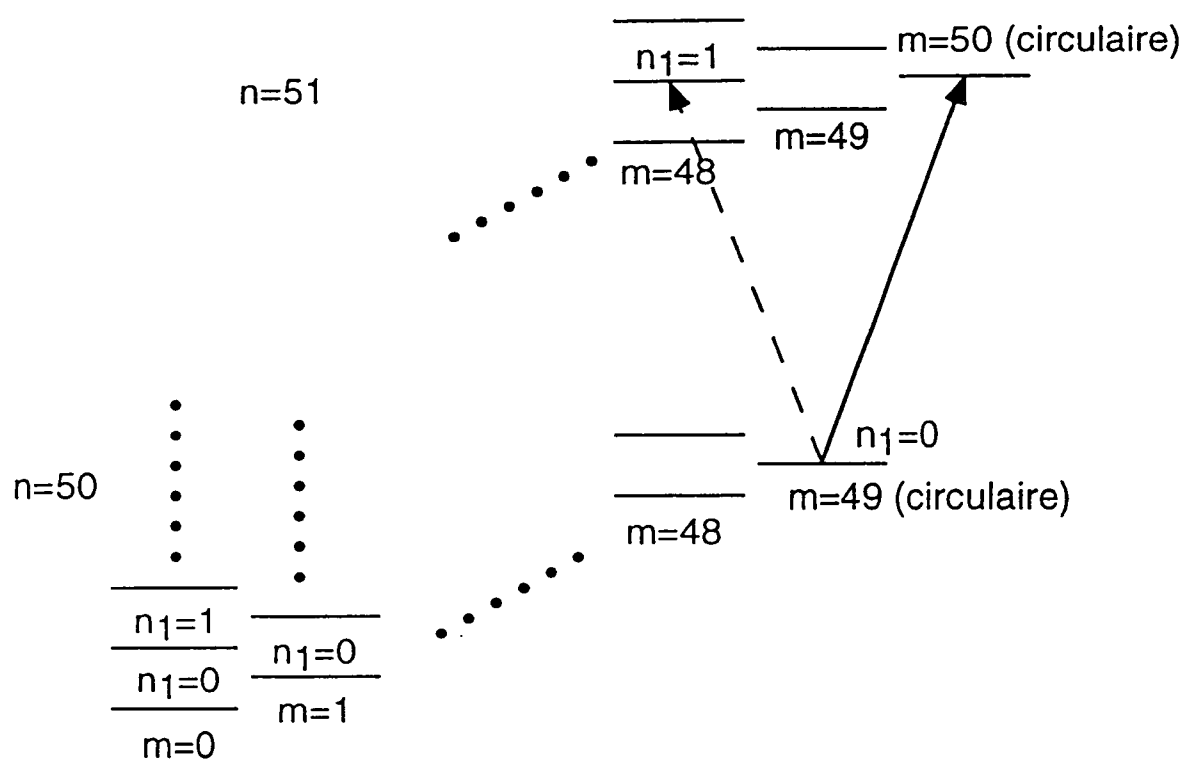 m=50 (circulaire)
n1=1
n=51
m=49
m=48
n1=0
n=50
m=49 (circulaire)
m=48
n1=1
n1=0
n1=0
m=1
m=0